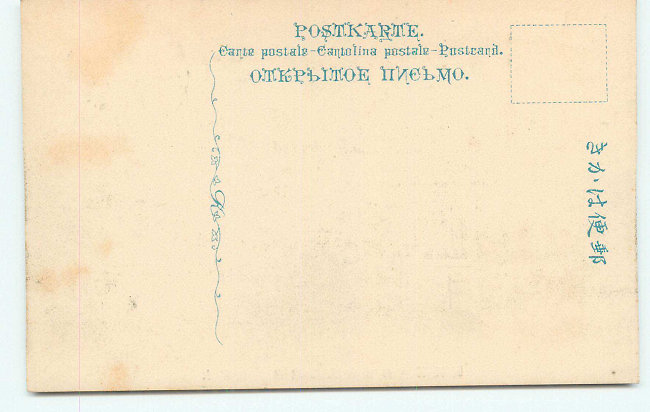 POSTKARTE.
Carte postale – Cartolina postale – Postcard.
ОТКРЫТОЕ ПИСЬМО.
郵便はかき